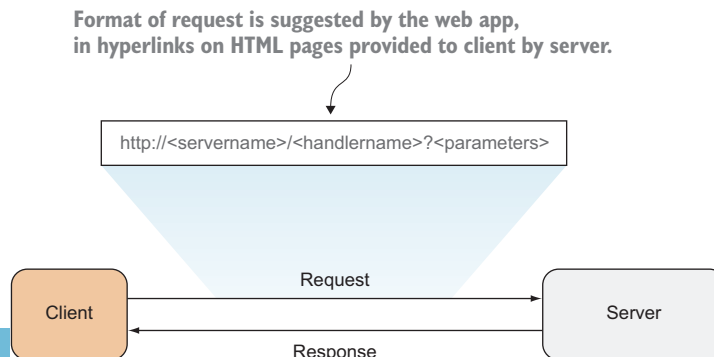 Format of request is suggested by the web app,
in hyperlinks on HTML pages provided to client by server.
http://<servername>/<handlername>?<parameters>
Request
Client
Server
Response